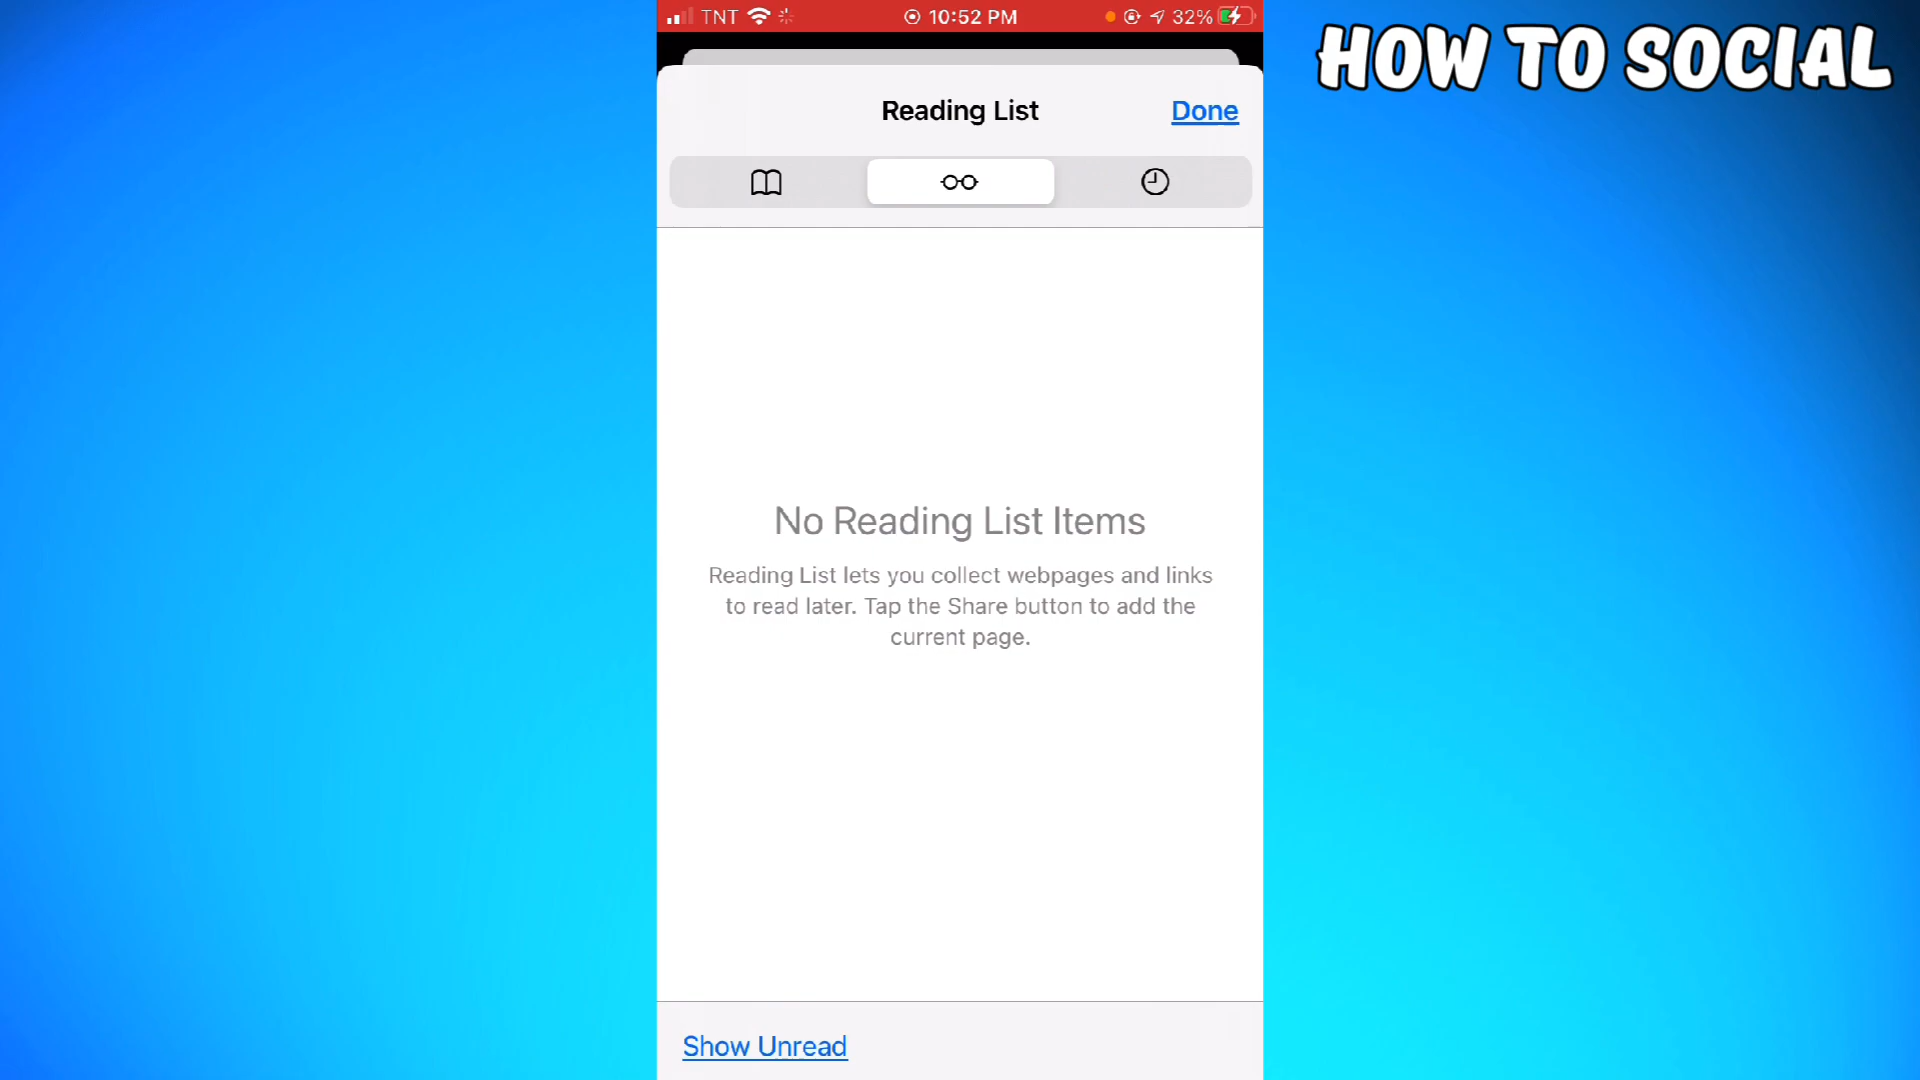 TNT 10:52 PM 32%
HOW TO SOCIAL
Reading List Done
No Reading List Items
Reading List lets you collect webpages and links
to read later. Tap the Share button to add the
current page.
Show Unread